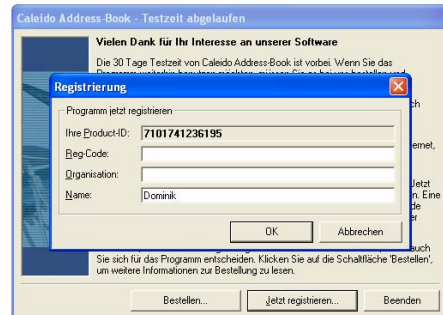 Caleido Address-Book - Testzeit abgelaufen
Vielen Dank für Ihr Interesse an unserer Software
Die 30 Tage Testzeit von Caleido Address-Book ist vorbei. Wenn Sie das
Registrierung
Programm jetzt registrieren
Ihre Product-ID: 7101741236195
Reg-Code:
Organisation:
Name: Dominik
OK Abbrechen
Sie sich für das Programm entscheiden. Klicken Sie auf die Schaltfläche 'Bestellen',
um weitere Informationen zur Bestellung zu lesen.
Bestellen... Jetzt registrieren... Beenden